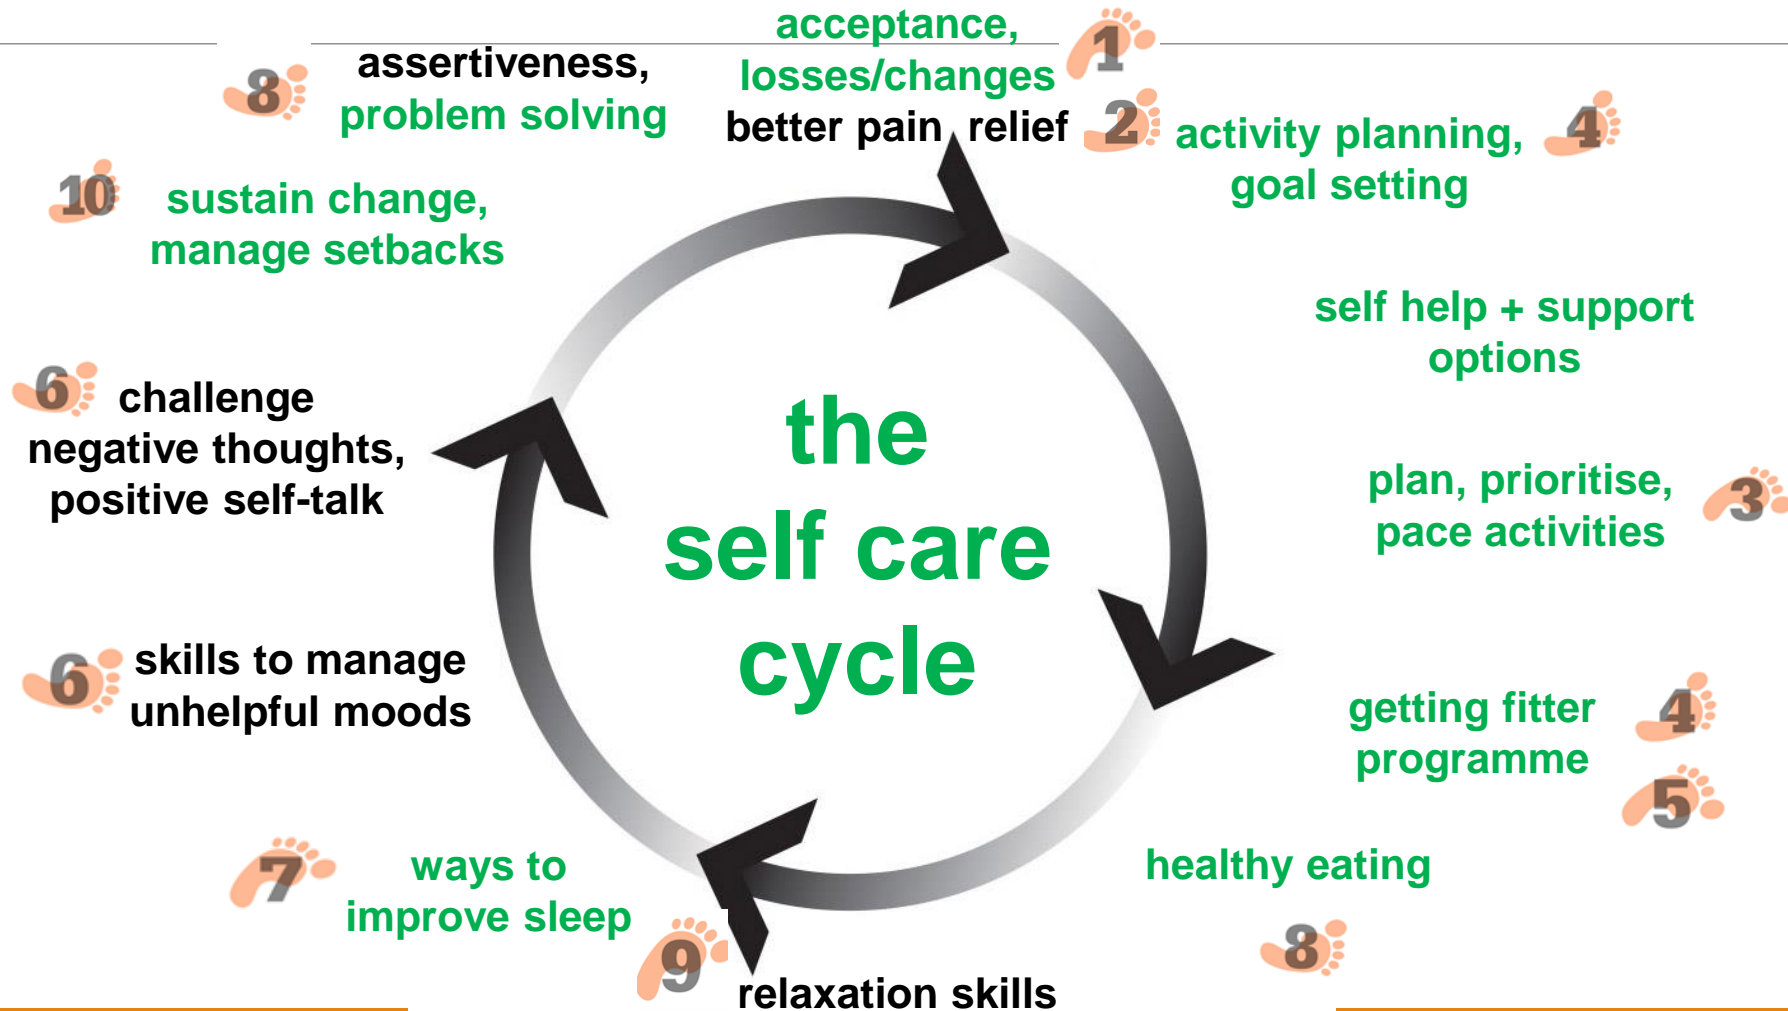 acceptance,
losses/changes
better pain relief
1
2
activity planning,
goal setting
4
self help + support
options
plan, prioritise,
pace activities
3
getting fitter
programme
4
5
healthy eating
8
relaxation skills
9
ways to
improve sleep
7
skills to manage
unhelpful moods
6
challenge
negative thoughts,
positive self-talk
6
sustain change,
manage setbacks
10
assertiveness,
problem solving
8
the
self care
cycle